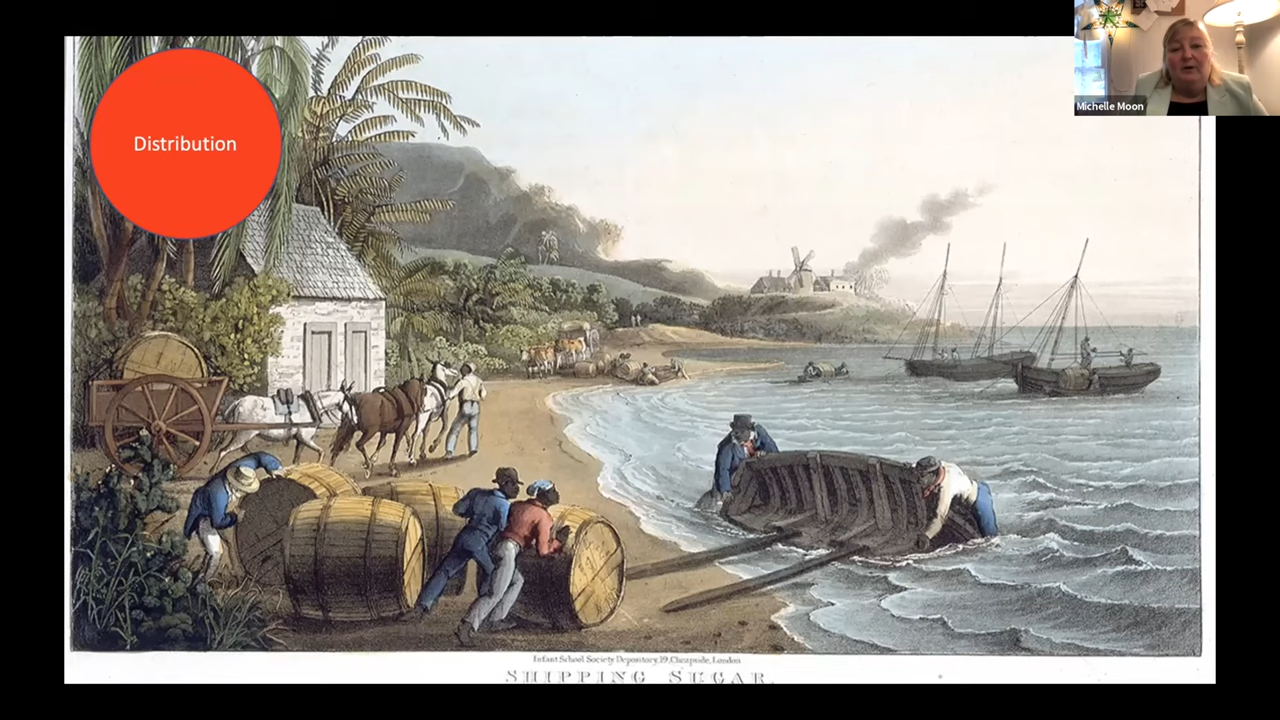 Distribution
Michelle Moon
Infant School Society Depository, 19, Cheapside, London
SHIPPING SUGAR.